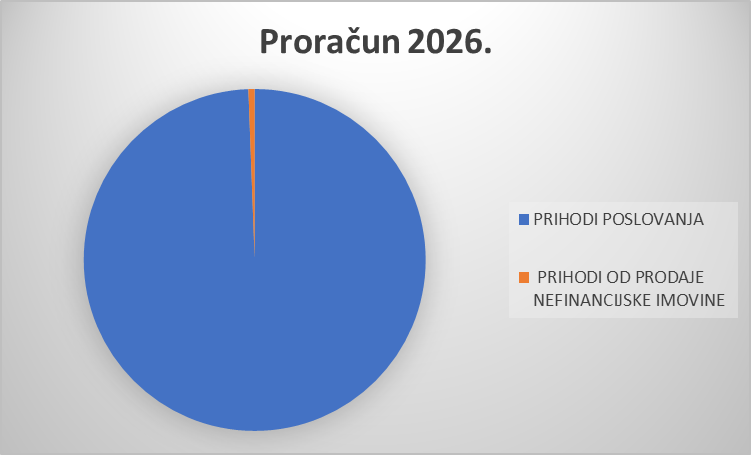 Proračun 2026.
PRIHODI POSLOVANJA
PRIHODI OD PRODAJE
NEFINANCIJSKE IMOVINE